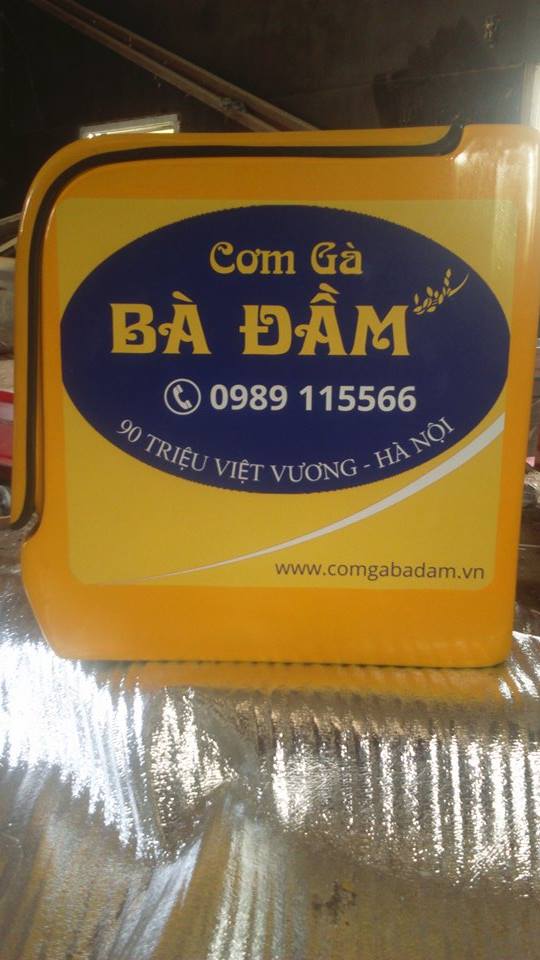 Cơm Gà
BÀ ĐẦM
0989 115566
90 TRIỆU VIỆT VƯƠNG - HÀ NỘI
www.comgabadam.vn